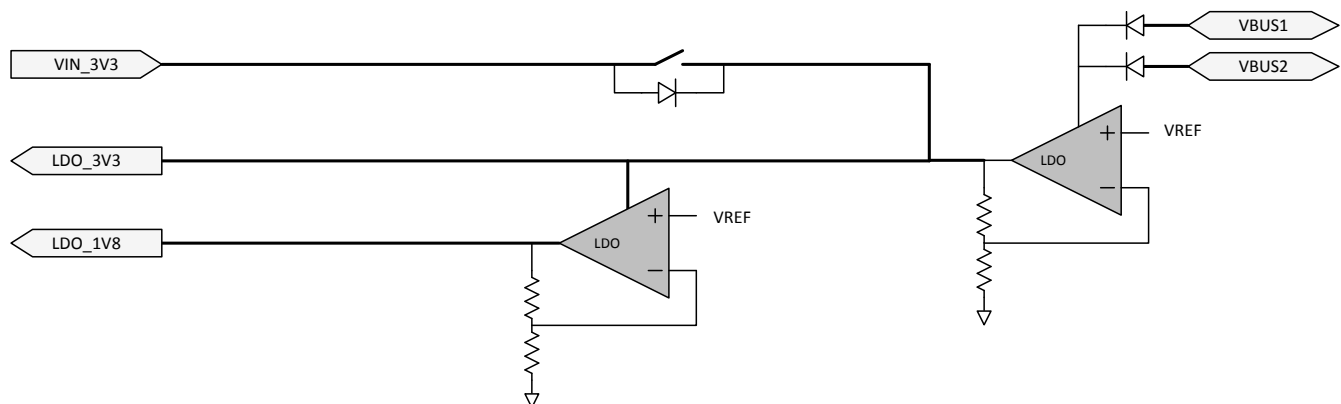 VBUS1
VIN_3V3
VBUS2
+
VREF
LDO_3V3
LDO
−
+
VREF
LDO_1V8
LDO
−